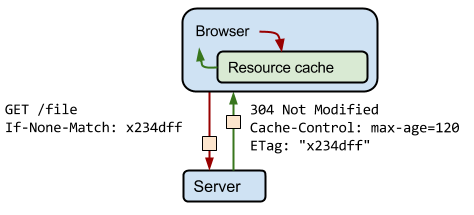 Browser
Resource cache
GET /file
If-None-Match: x234dff
304 Not Modified
Cache-Control: max-age=120
ETag: "x234dff"
Server